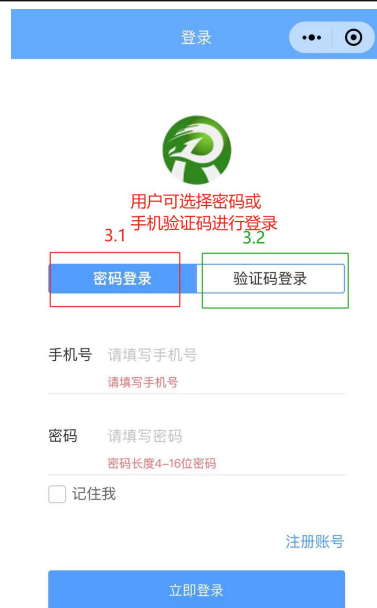 登录
用户可选择密码或
手机验证码进行登录
3.1
3.2
密码登录
验证码登录
手机号 请填写手机号
请填写手机号
密码 请填写密码
密码长度4-16位密码
记住我
注册账号
立即登录